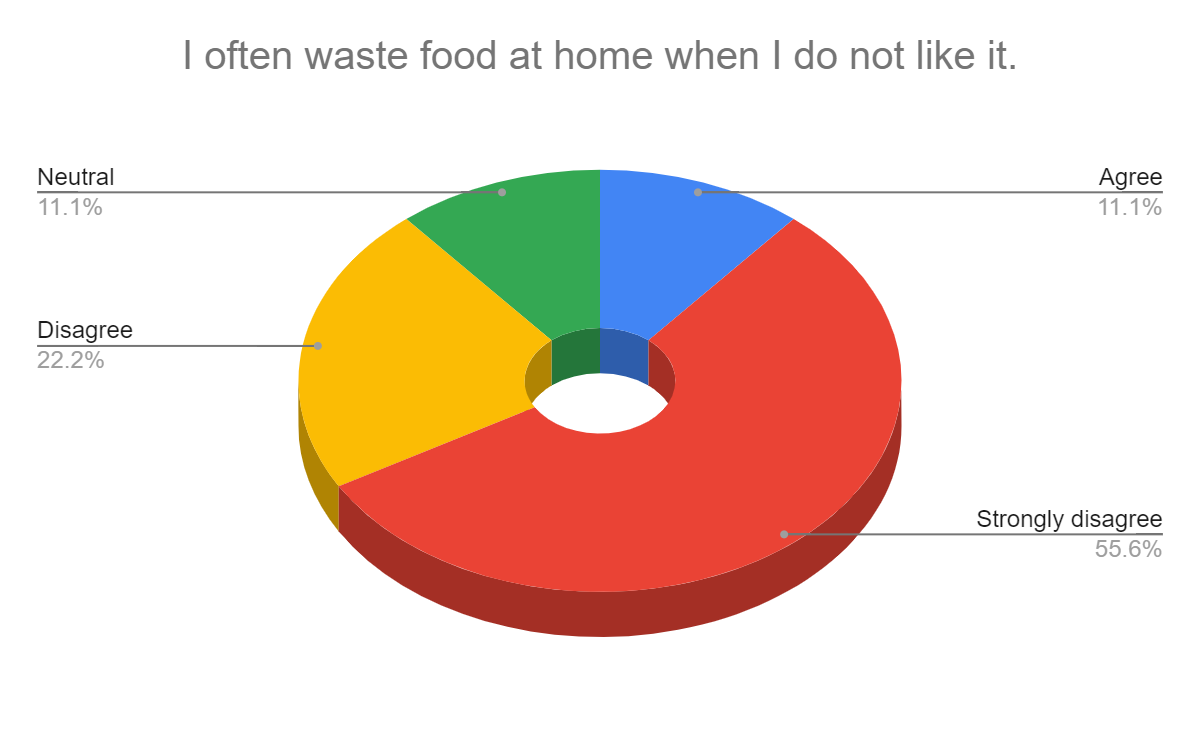 I often waste food at home when I do not like it.
Neutral
11.1%
Agree
11.1%
Disagree
22.2%
Strongly disagree
55.6%